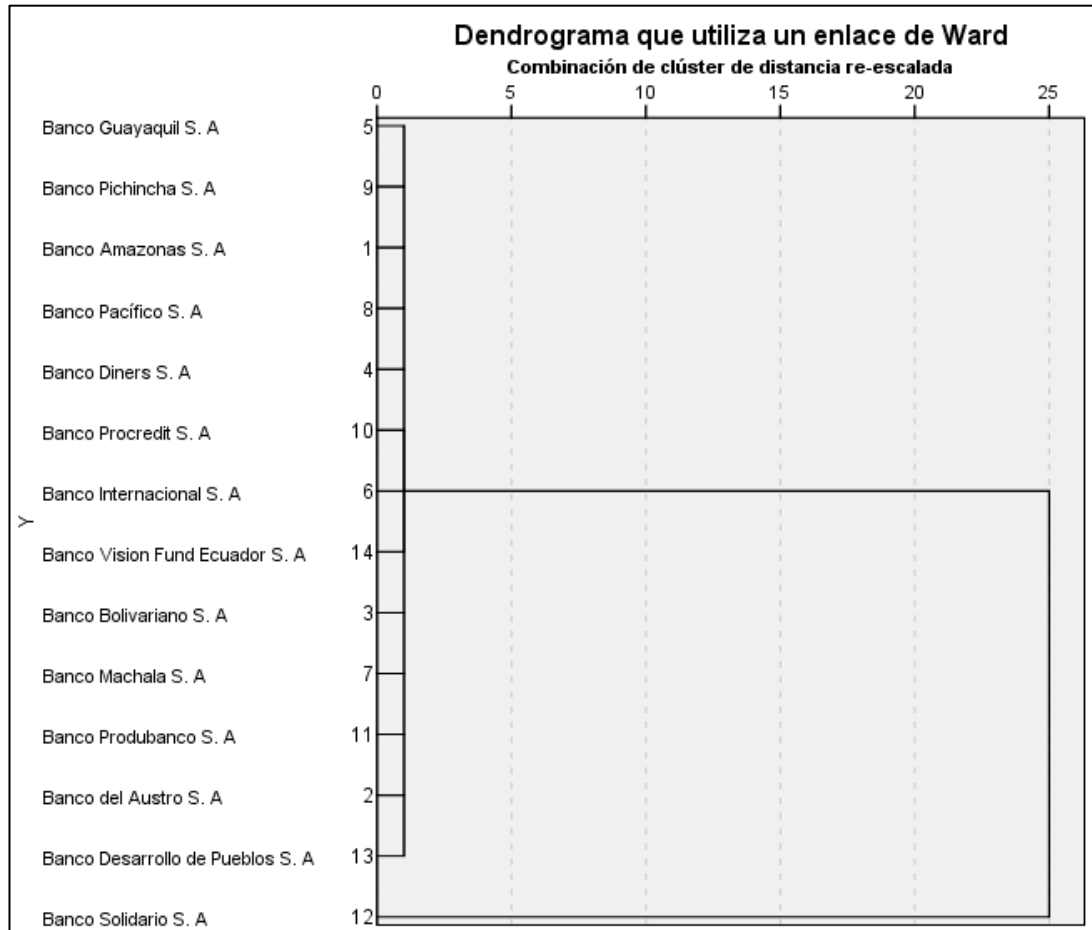 Dendrograma que utiliza un enlace de Ward
Combinación de clúster de distancia re-escalada
0 5 10 15 20 25
Banco Guayaquil S. A 5
Banco Pichincha S. A 9
Banco Amazonas S. A 1
Banco Pacífico S. A 8
Banco Diners S. A 4
Banco Procredit S. A 10
Banco Internacional S. A 6
Y
Banco Vision Fund Ecuador S. A 14
Banco Bolivariano S. A 3
Banco Machala S. A 7
Banco Produbanco S. A 11
Banco del Austro S. A 2
Banco Desarrollo de Pueblos S. A 13
Banco Solidario S. A 12